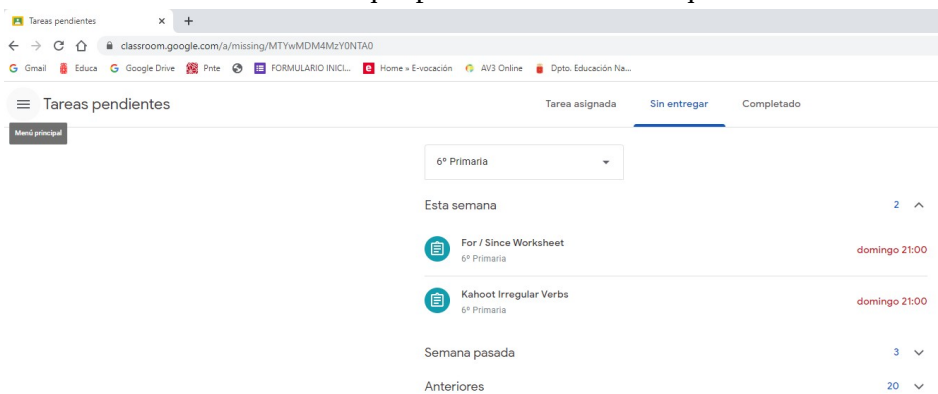 Tareas pendientes
classroom.google.com/a/missing/MTYwMDM4MzY0NTA0
Gmail Educa Google Drive Pnte FORMULARIO INICI... Home » E-vocación AV3 Online Dpto. Educación Na...
Tareas pendientes Tarea asignada Sin entregar Completado
Menú principal
6º Primaria
Esta semana 2
For / Since Worksheet
6º Primaria
domingo 21:00
Kahoot Irregular Verbs
6º Primaria
domingo 21:00
Semana pasada 3
Anteriores 20